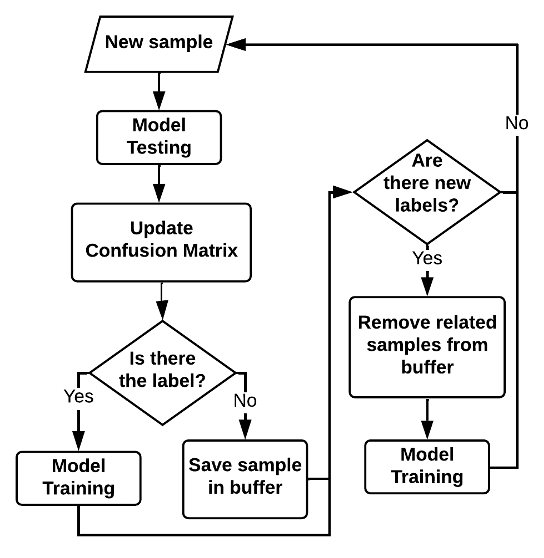 New sample
Model
Testing
Update
Confusion Matrix
Is there
the label?
Yes
No
Model
Training
Save sample
in buffer
Are
there new
labels?
No
Yes
Remove related
samples from
buffer
Model
Training